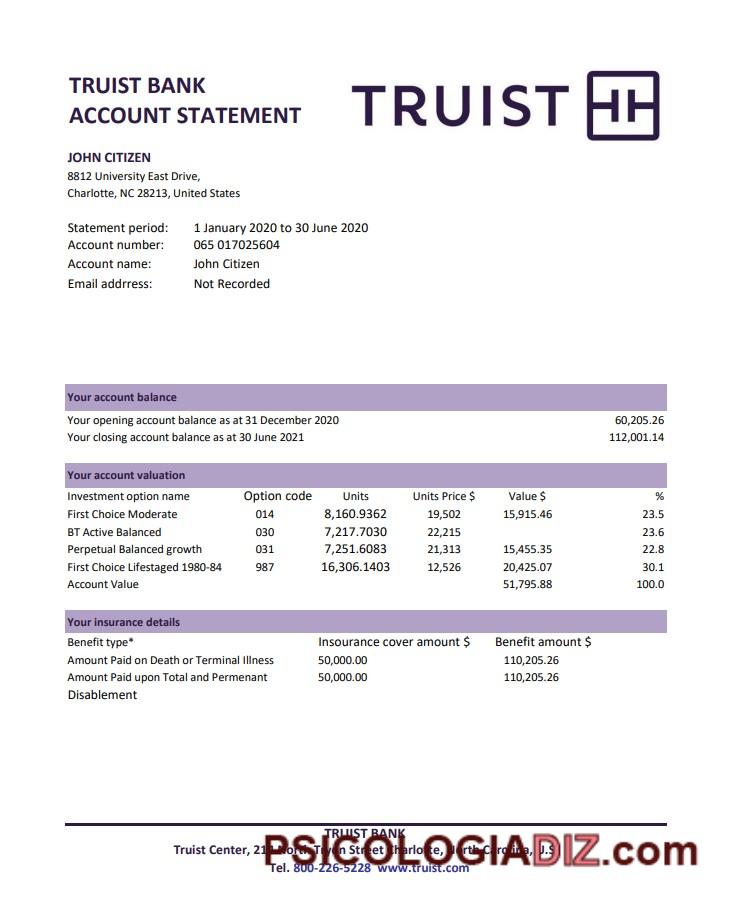 TRUIST BANK
ACCOUNT STATEMENT
TRUIST
JOHN CITIZEN
8812 University East Drive,
Charlotte, NC 28213, United States
Statement period: 1 January 2020 to 30 June 2020
Account number: 065 017025604
Account name: John Citizen
Email addrress: Not Recorded
Your account balance
Your opening account balance as at 31 December 2020 60,205.26
Your closing account balance as at 30 June 2021 112,001.14
Your account valuation
Investment option name Option code Units Units Price $ Value $ %
First Choice Moderate 014 8,160.9362 19,502 15,915.46 23.5
BT Active Balanced 030 7,217.7030 22,215 23.6
Perpetual Balanced growth 031 7,251.6083 21,313 15,455.35 22.8
First Choice Lifestaged 1980-84 987 16,306.1403 12,526 20,425.07 30.1
Account Value 51,795.88 100.0
Your insurance details
Benefit type* Insourance cover amount $ Benefit amount $
Amount Paid on Death or Terminal Illness 50,000.00 110,205.26
Amount Paid upon Total and Permenant 50,000.00 110,205.26
Disablement
TRUIST BANK
Truist Center, North Tryon Street Charlotte, North Carolina, U.S
PSICOLOGIADIZ.com
Tel. 800-226-5228 www.truist.com